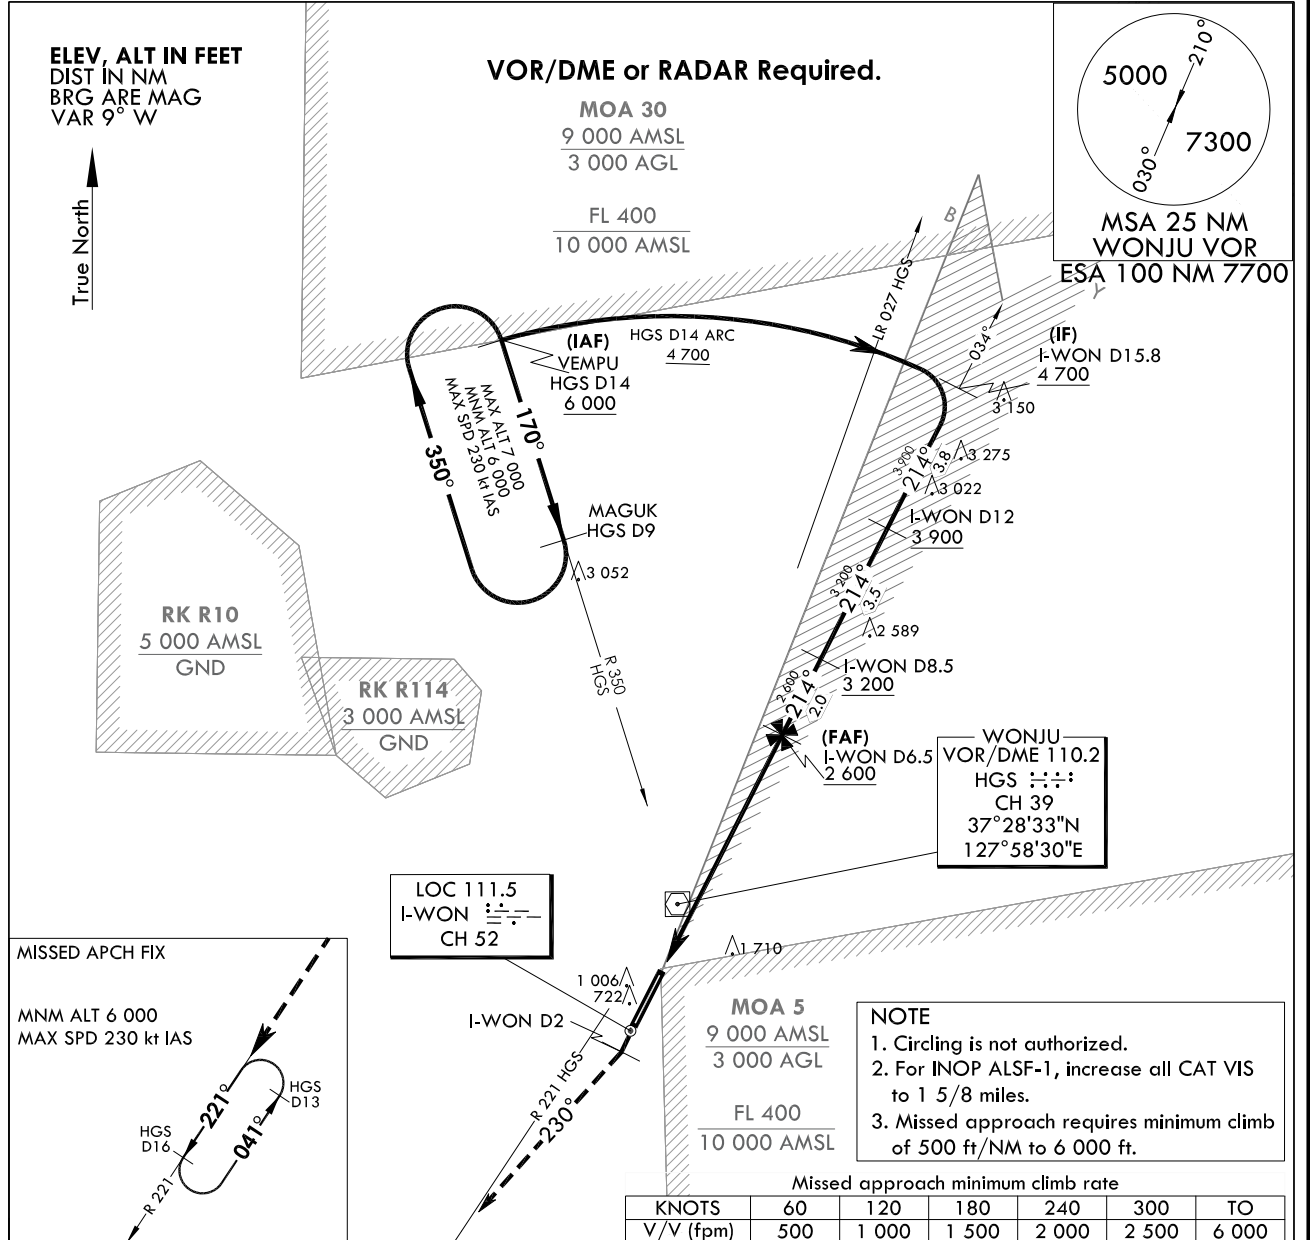 ELEV, ALT IN FEET
DIST IN NM
BRG ARE MAG
VAR 9° W
True North
VOR/DME or RADAR Required.
MOA 30
9 000 AMSL
3 000 AGL
FL 400
10 000 AMSL
5000
210°
7300
030°
MSA 25 NM
WONJU VOR
ESA 100 NM 7700
B
Y
LR 027 HGS
034°
(IF)
I-WON D15.8
4 700
HGS D14 ARC
4 700
(IAF)
VEMPU
HGS D14
6 000
MAX ALT 7 000
MNM ALT 6 000
MAX SPD 230 kt IAS
170°
350°
MAGUK
HGS D9
3 052
R 350
HGS
3 150
3 275
3 022
3 900
214°
3.8
I-WON D12
3 900
3 200
214°
3.5
2 589
I-WON D8.5
3 200
2 600
214°
2.0
(FAF)
I-WON D6.5
2 600
RK R10
5 000 AMSL
GND
RK R114
3 000 AMSL
GND
WONJU
VOR/DME 110.2
HGS
CH 39
37°28'33"N
127°58'30"E
LOC 111.5
I-WON
CH 52
1 710
1 006
722
I-WON D2
R 221 HGS
230°
MISSED APCH FIX
MNM ALT 6 000
MAX SPD 230 kt IAS
221°
041°
HGS
D13
HGS
D16
R 221
MOA 5
9 000 AMSL
3 000 AGL
FL 400
10 000 AMSL
NOTE
1. Circling is not authorized.
2. For INOP ALSF-1, increase all CAT VIS
to 1 5/8 miles.
3. Missed approach requires minimum climb
of 500 ft/NM to 6 000 ft.
Missed approach minimum climb rate
KNOTS 60 120 180 240 300 TO
V/V (fpm) 500 1 000 1 500 2 000 2 500 6 000